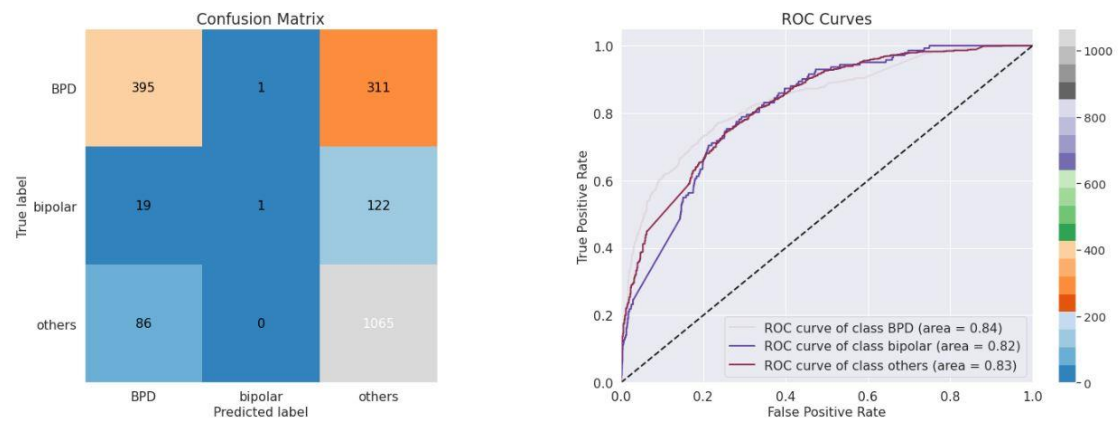 Confusion Matrix
BPD
395
1
311
True label
bipolar
19
1
122
others
86
0
1065
BPD
bipolar
others
Predicted label
ROC Curves
1.0
0.8
0.6
0.4
0.2
0.0
True Positive Rate
ROC curve of class BPD (area = 0.84)
ROC curve of class bipolar (area = 0.82)
ROC curve of class others (area = 0.83)
0.0
0.2
0.4
0.6
0.8
1.0
False Positive Rate
1000
800
600
400
200
0